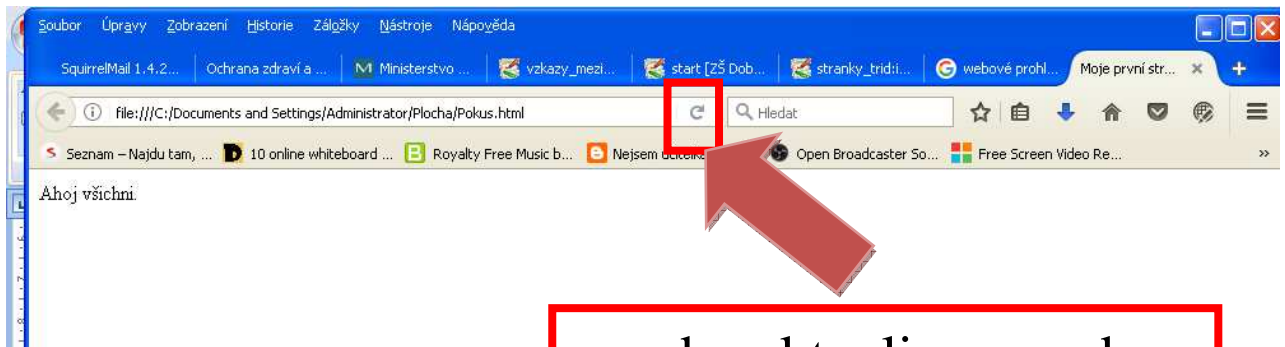 Soubor Úpravy Zobrazení Historie Záložky Nástroje Nápověda
SquirrelMail 1.4.2... Ochrana zdraví a ... Ministerstvo ... vzkazy_mezi... start [ZŠ Dob... stranky_trid:i... webové prohl... Moje první str...
file:///C:/Documents and Settings/Administrator/Plocha/Pokus.html Hledat
Seznam – Najdu tam, ... 10 online whiteboard ... Royalty Free Music b... Nejsem Open Broadcaster So... Free Screen Video Re...
Ahoj všichni.